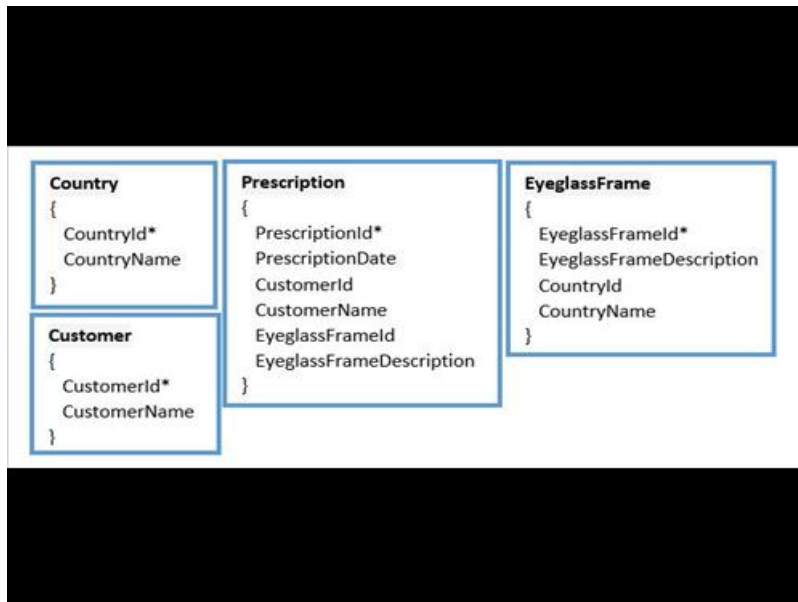 Country
{
CountryId*
CountryName
}
Customer
{
CustomerId*
CustomerName
}
Prescription
{
PrescriptionId*
PrescriptionDate
CustomerId
CustomerName
EyeglassFrameId
EyeglassFrameDescription
}
EyeglassFrame
{
EyeglassFrameId*
EyeglassFrameDescription
CountryId
CountryName
}